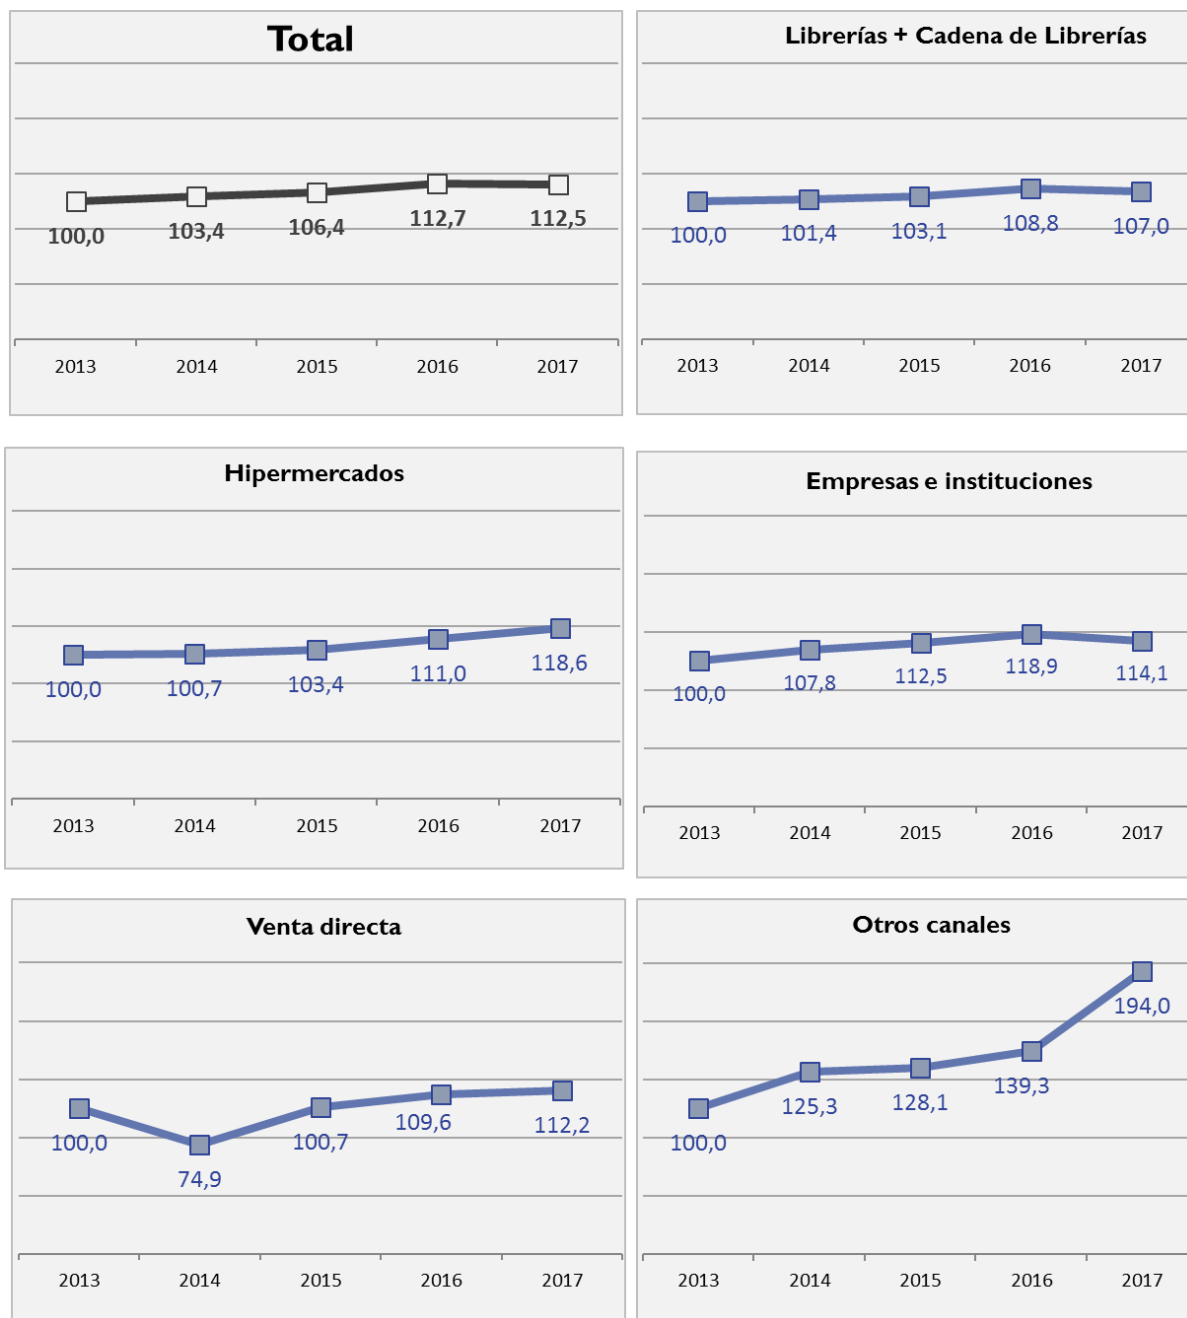 Total
100,0 103,4 106,4 112,7 112,5
2013 2014 2015 2016 2017
Librerías + Cadena de Librerías
100,0 101,4 103,1 108,8 107,0
2013 2014 2015 2016 2017
Hipermercados
100,0 100,7 103,4 111,0 118,6
2013 2014 2015 2016 2017
Empresas e instituciones
100,0 107,8 112,5 118,9 114,1
2013 2014 2015 2016 2017
Venta directa
100,0 74,9 100,7 109,6 112,2
2013 2014 2015 2016 2017
Otros canales
100,0 125,3 128,1 139,3 194,0
2013 2014 2015 2016 2017